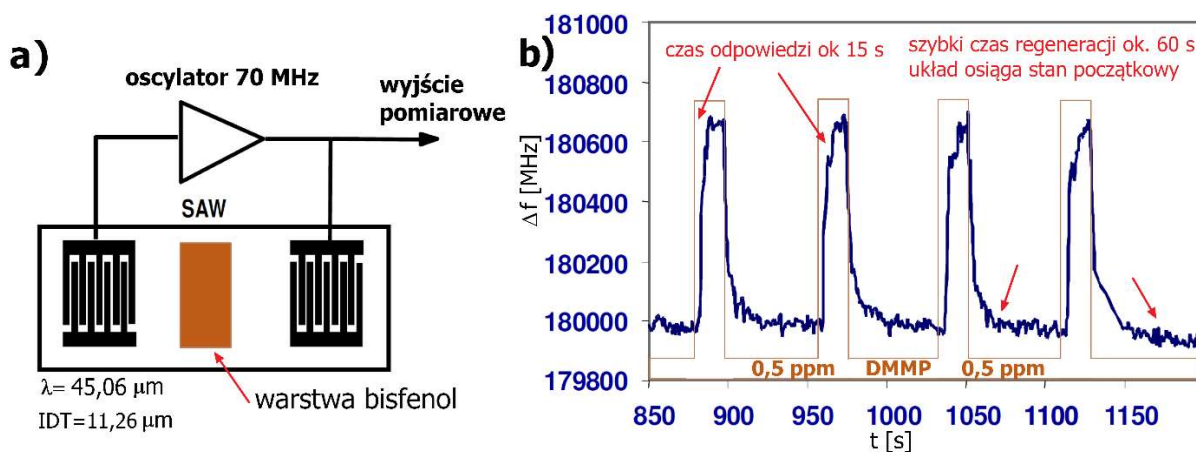 a)
oscylator 70 MHz
wyjście
pomiarowe
SAW
λ= 45,06 μm
IDT=11,26 μm
warstwa bisfenol
b)
czas odpowiedzi ok 15 s
szybki czas regeneracji ok. 60 s
układ osiąga stan początkowy
Δf [MHz]
181000
180800
180600
180400
180200
180000
179800
0,5 ppm DMMP 0,5 ppm
850 900 950 1000 1050 1100 1150
t [s]